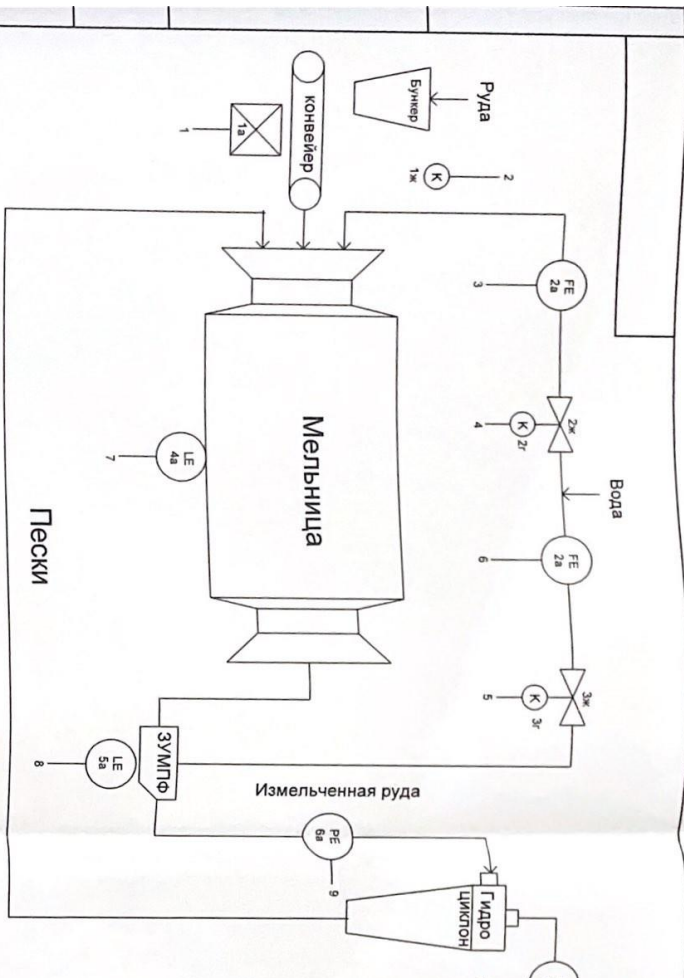 Руда
Бункер
2
К
1ж
конвейер
1а
1
FE
2а
3
2ж
К
2г
4
Вода
FE
2а
6
3ж
К
3г
5
Мельница
LE
4а
7
Пески
ЗУМПФ
LE
5а
8
Измельченная руда
PE
6а
9
Гидро
циклон